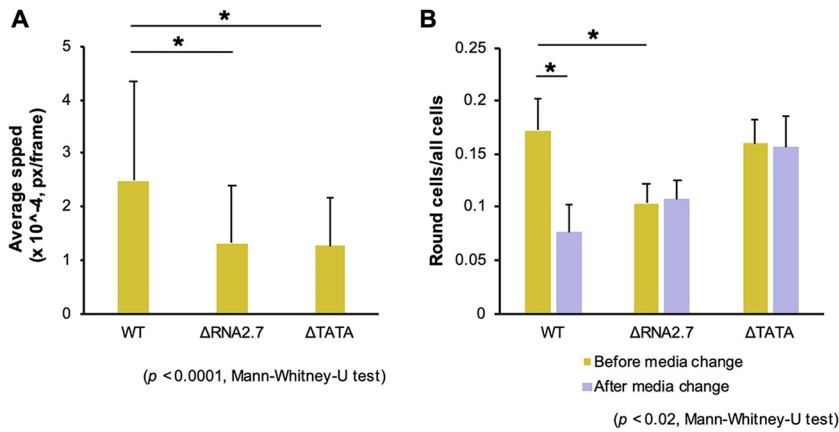 A
*
*
5
4
3
2
1
0
Average spped
(x 10^-4, px/frame)
WT
ΔRNA2.7
ΔTATA
(p < 0.0001, Mann-Whitney-U test)
B
*
*
0.25
0.2
0.15
0.1
0.05
0
Round cells/all cells
WT
ΔRNA2.7
ΔTATA
Before media change
After media change
(p < 0.02, Mann-Whitney-U test)